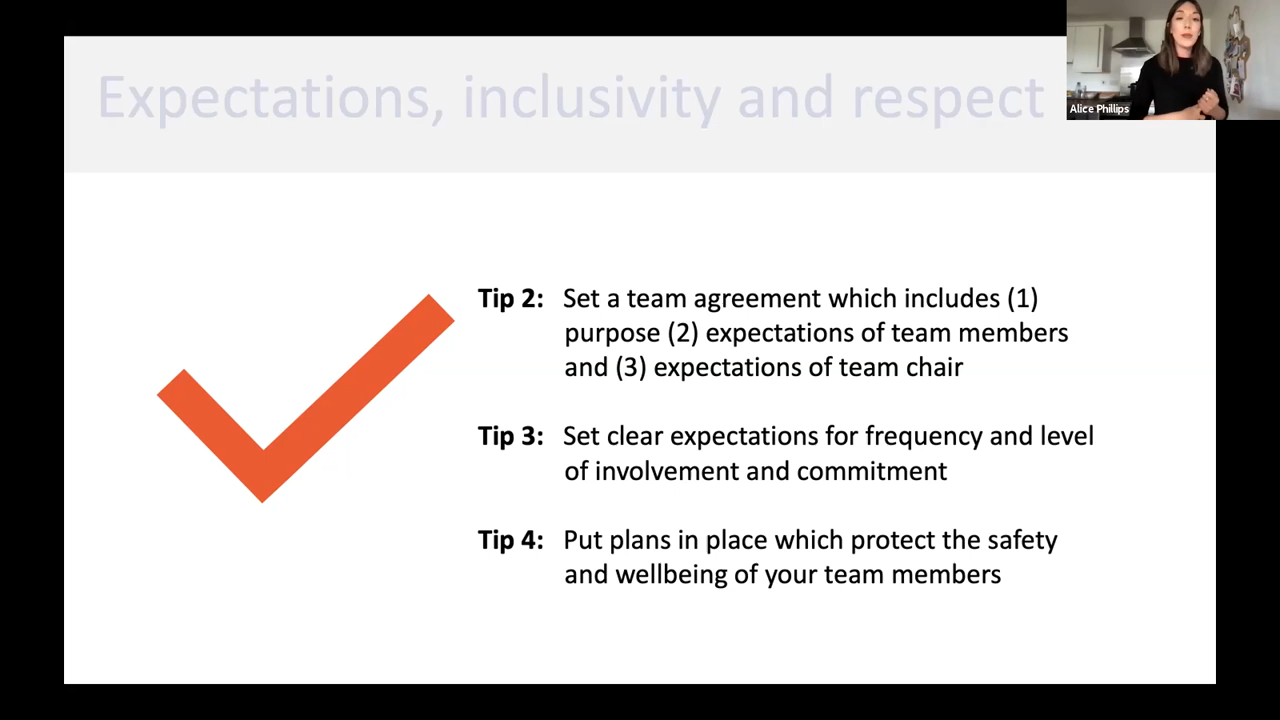 Expectations, inclusivity and respect
Alice Phillips
Tip 2: Set a team agreement which includes (1)
purpose (2) expectations of team members
and (3) expectations of team chair
Tip 3: Set clear expectations for frequency and level
of involvement and commitment
Tip 4: Put plans in place which protect the safety
and wellbeing of your team members